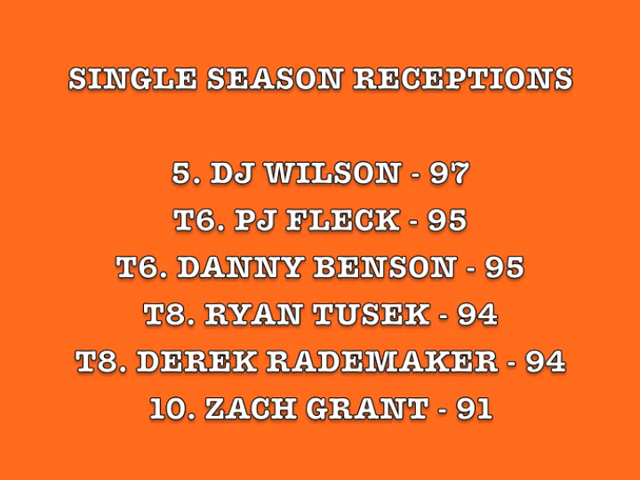 SINGLE SEASON RECEPTIONS
5. DJ WILSON - 97
T6. PJ FLECK - 95
T6. DANNY BENSON - 95
T8. RYAN TUSEK - 94
T8. DEREK RADEMAKER - 94
10. ZACH GRANT - 91